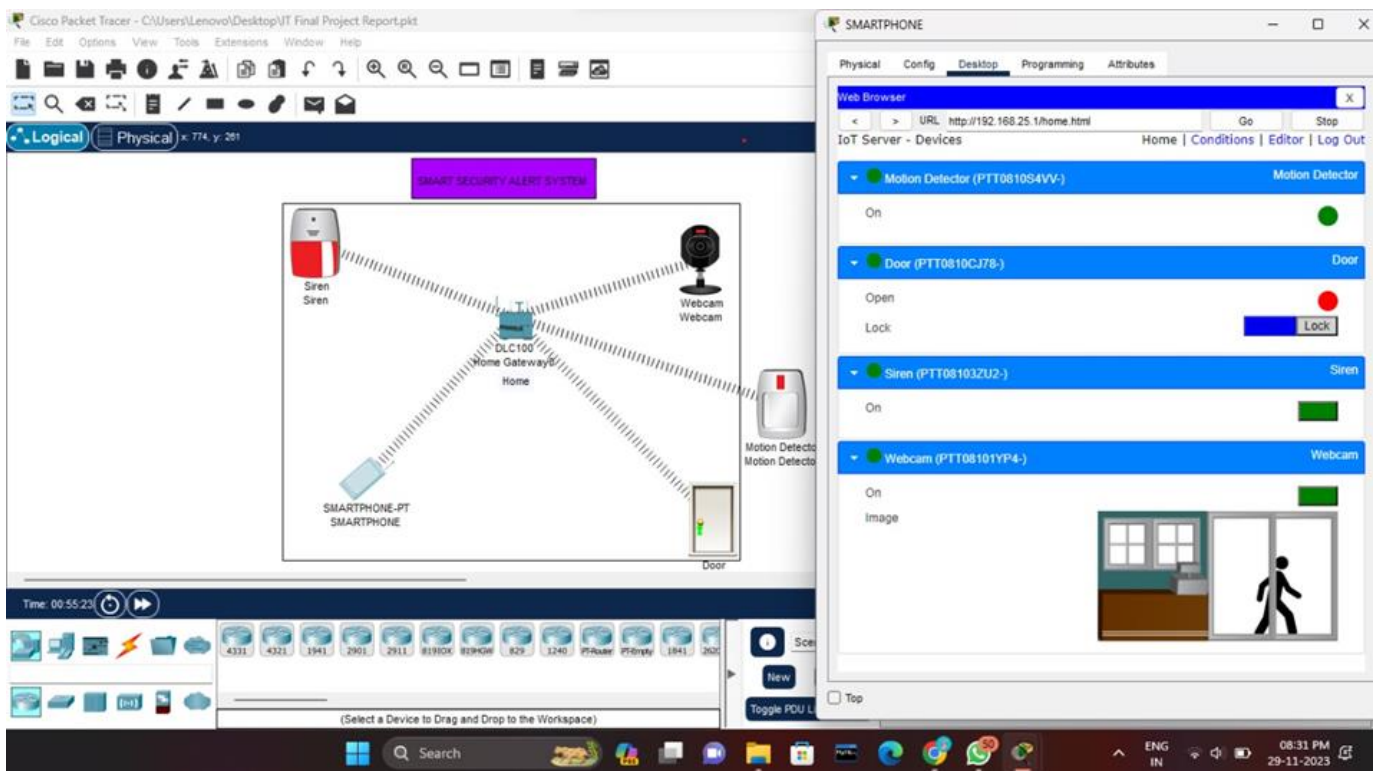 Cisco Packet Tracer - C:\Users\Lenovo\Desktop\IT Final Project Report.pkt
File Edit Options View Tools Extensions Window Help
Logical Physical x: 774, y: 261
SMART SECURITY ALERT SYSTEM
Siren
Siren
Webcam
Webcam
DLC100
Home Gateway0
Home
Motion Detecto
Motion Detecto
SMARTPHONE-PT
SMARTPHONE
Door
Time: 00:55:23
4331 4321 1941 2901 2911 819IOX 819HGW 829 1240 PT-Router PT-Empty 1841 262
(Select a Device to Drag and Drop to the Workspace)
Sce
New
Toggle PDU Li
SMARTPHONE
Physical Config Desktop Programming Attributes
Web Browser X
< > URL http://192.168.25.1/home.html Go Stop
IoT Server - Devices Home | Conditions | Editor | Log Out
Motion Detector (PTT0810S4VV-) Motion Detector
On
Door (PTT0810CJ78-) Door
Open
Lock Lock
Siren (PTT08103ZU2-) Siren
On
Webcam (PTT08101YP4-) Webcam
On
Image
Top
Search
50
ENG
IN
08:31 PM
29-11-2023